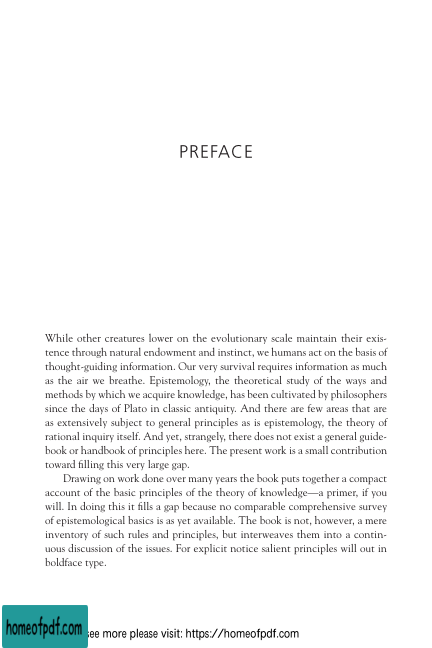 PREFACE
While other creatures lower on the evolutionary scale maintain their exis-
tence through natural endowment and instinct, we humans act on the basis of
thought-guiding information. Our very survival requires information as much
as the air we breathe. Epistemology, the theoretical study of the ways and
methods by which we acquire knowledge, has been cultivated by philosophers
since the days of Plato in classic antiquity. And there are few areas that are
as extensively subject to general principles as is epistemology, the theory of
rational inquiry itself. And yet, strangely, there does not exist a general guide-
book or handbook of principles here. The present work is a small contribution
toward filling this very large gap.
Drawing on work done over many years the book puts together a compact
account of the basic principles of the theory of knowledge—a primer, if you
will. In doing this it fills a gap because no comparable comprehensive survey
of epistemological basics is as yet available. The book is not, however, a mere
inventory of such rules and principles, but interweaves them into a contin-
uous discussion of the issues. For explicit notice salient principles will out in
boldface type.
homeofpdf.com see more please visit: https://homeofpdf.com